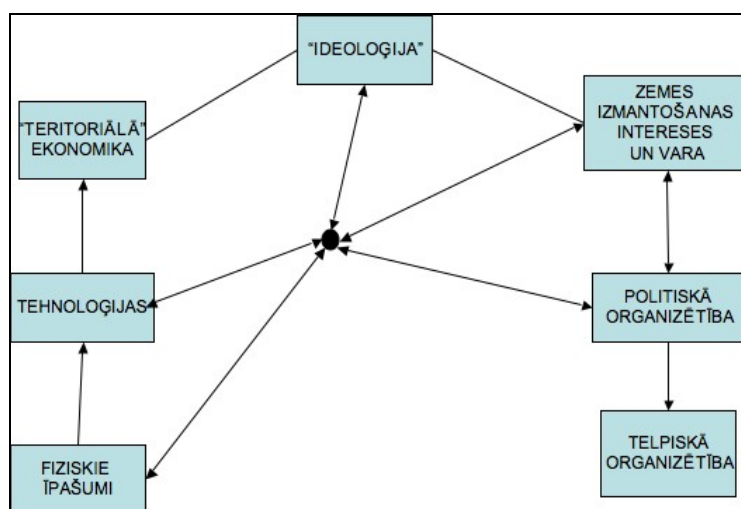 “IDEOLOĢIJA”
ZEMES
IZMANTOŠANAS
INTERESES
UN VARA
“TERITORIĀLĀ”
EKONOMIKA
TEHNOLOĢIJAS
POLITISKĀ
ORGANIZĒTĪBA
FIZISKIE
ĪPAŠUMI
TELPISKĀ
ORGANIZĒTĪBA